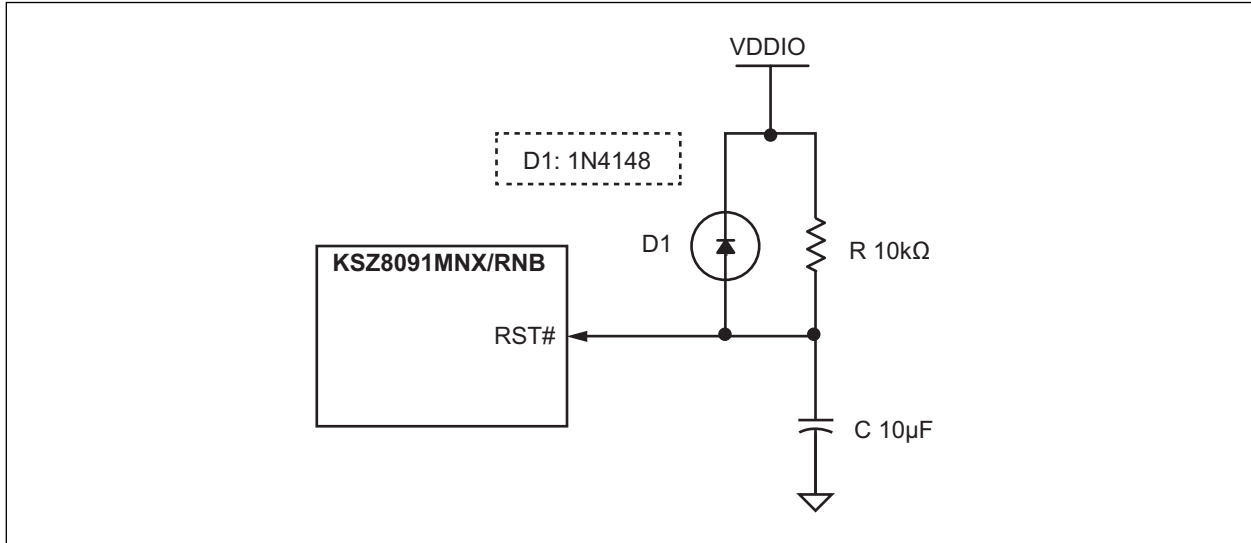 VDDIO
D1: 1N4148
D1
R 10kΩ
KSZ8091MNX/RNB
RST#
C 10µF